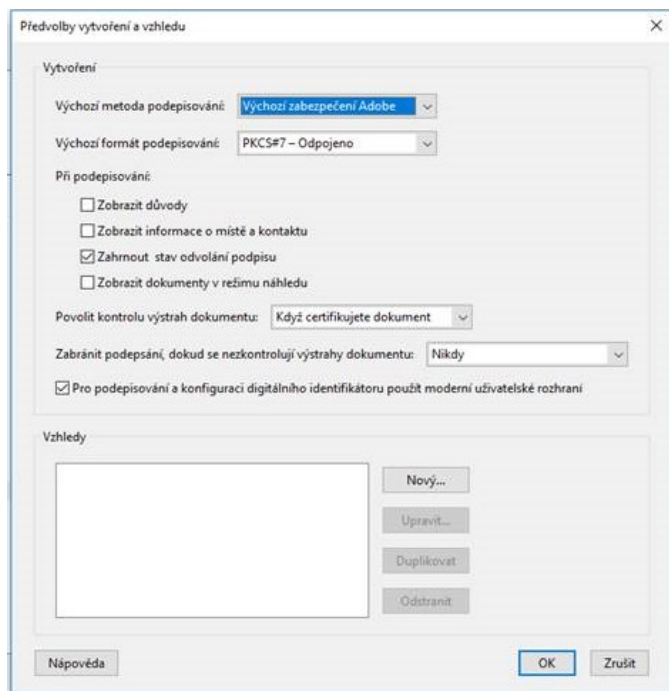 Předvolby vytvoření a vzhledu
Vytvoření
Výchozí metoda podepisování: Výchozí zabezpečení Adobe
Výchozí formát podepisování: PKCS#7 – Odpojeno
Při podepisování:
Zobrazit důvody
Zobrazit informace o místě a kontaktu
Zahrnout stav odvolání podpisu
Zobrazit dokumenty v režimu náhledu
Povolit kontrolu výstrah dokumentu: Když certifikujete dokument
Zabránit podepsání, dokud se nezkontrolují výstrahy dokumentu: Nikdy
Pro podepisování a konfiguraci digitálního identifikátoru použít moderní uživatelské rozhraní
Vzhledy
Nový...
Upravit...
Duplikovat
Odstranit
Nápověda OK Zrušit